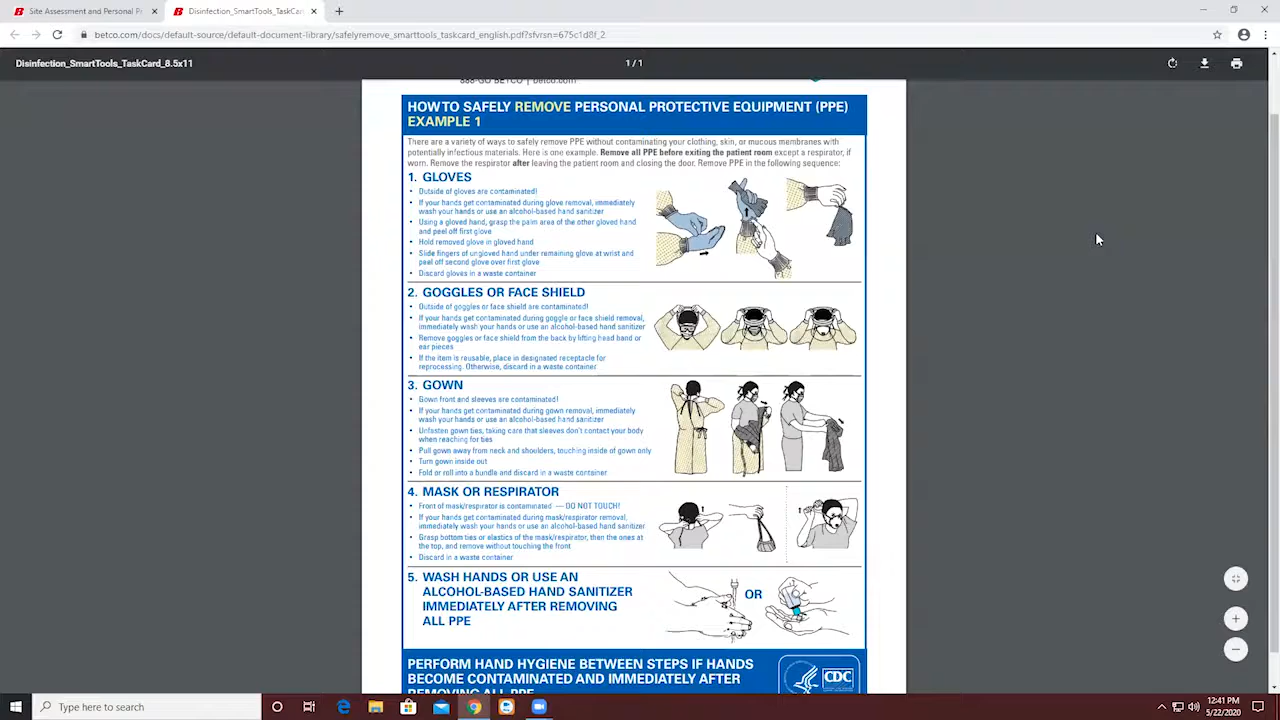 Site Assessment and Personal P
Disinfection_SmartTools_TaskCar
betco.com/docs/default-source/default-document-library/safelyremove_smarttools_taskcard_english.pdf?sfvrsn=675c1d8f_2
Disinfection_SmartTools_TaskCard_8.5x11
1 / 1
888-GO BETCO | betco.com
HOW TO SAFELY REMOVE PERSONAL PROTECTIVE EQUIPMENT (PPE)
EXAMPLE 1
There are a variety of ways to safely remove PPE without contaminating your clothing, skin, or mucous membranes with
potentially infectious materials. Here is one example. Remove all PPE before exiting the patient room except a respirator, if
worn. Remove the respirator after leaving the patient room and closing the door. Remove PPE in the following sequence:
1. GLOVES
• Outside of gloves are contaminated!
• If your hands get contaminated during glove removal, immediately
wash your hands or use an alcohol-based hand sanitizer
• Using a gloved hand, grasp the palm area of the other gloved hand
and peel off first glove
• Hold removed glove in gloved hand
• Slide fingers of ungloved hand under remaining glove at wrist and
peel off second glove over first glove
• Discard gloves in a waste container
2. GOGGLES OR FACE SHIELD
• Outside of goggles or face shield are contaminated!
• If your hands get contaminated during goggle or face shield removal,
immediately wash your hands or use an alcohol-based hand sanitizer
• Remove goggles or face shield from the back by lifting head band or
ear pieces
• If the item is reusable, place in designated receptacle for
reprocessing. Otherwise, discard in a waste container
3. GOWN
• Gown front and sleeves are contaminated!
• If your hands get contaminated during gown removal, immediately
wash your hands or use an alcohol-based hand sanitizer
• Unfasten gown ties, taking care that sleeves don't contact your body
when reaching for ties
• Pull gown away from neck and shoulders, touching inside of gown only
• Turn gown inside out
• Fold or roll into a bundle and discard in a waste container
4. MASK OR RESPIRATOR
• Front of mask/respirator is contaminated — DO NOT TOUCH!
• If your hands get contaminated during mask/respirator removal,
immediately wash your hands or use an alcohol-based hand sanitizer
• Grasp bottom ties or elastics of the mask/respirator, then the ones at
the top, and remove without touching the front
• Discard in a waste container
5. WASH HANDS OR USE AN
ALCOHOL-BASED HAND SANITIZER
IMMEDIATELY AFTER REMOVING
ALL PPE
OR
PERFORM HAND HYGIENE BETWEEN STEPS IF HANDS
BECOME CONTAMINATED AND IMMEDIATELY AFTER
REMOVING ALL PPE
CDC
Type here to search
12:41 PM
5/22/2020